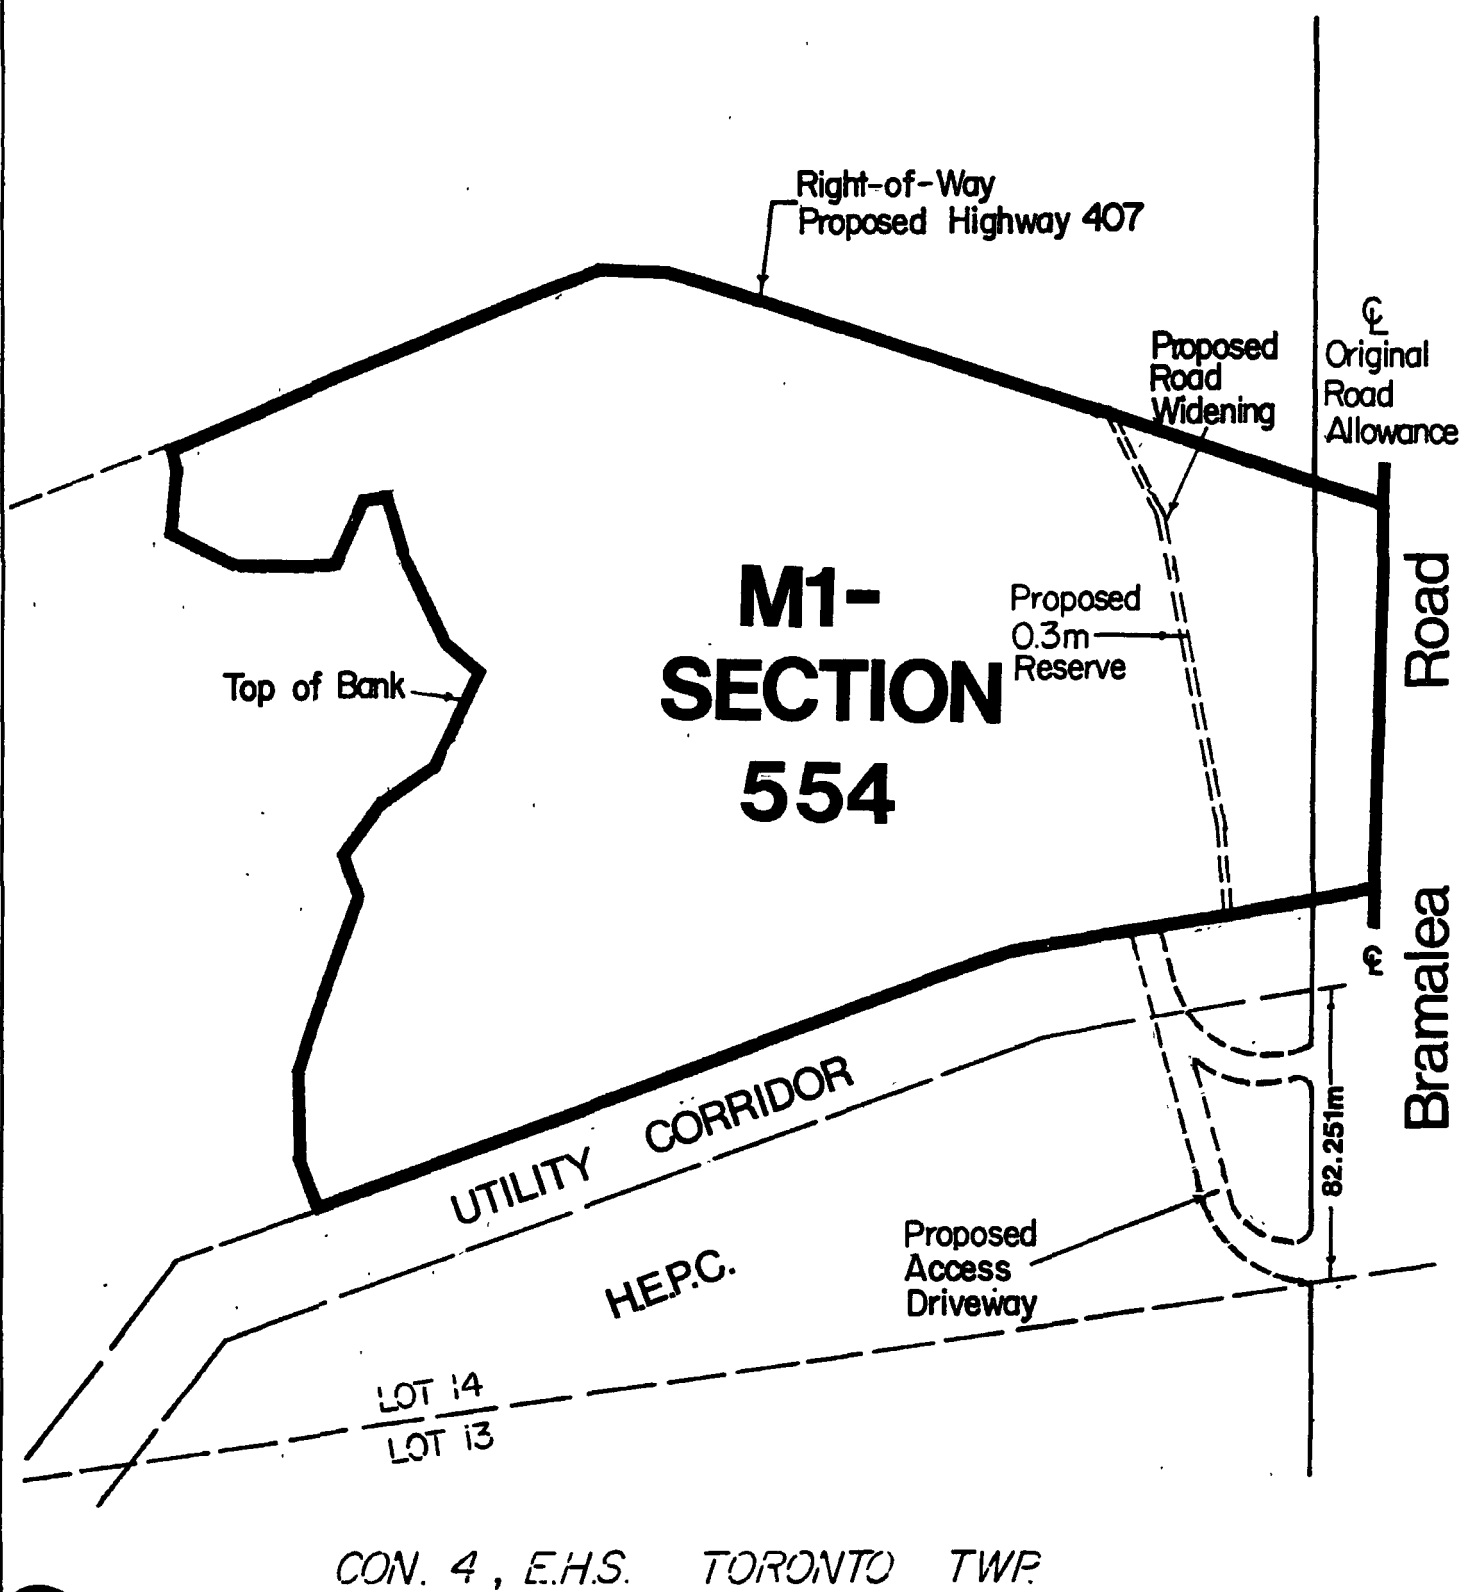 Right-of-Way
Proposed Highway 407
℄
Original
Road
Allowance
Proposed
Road
Widening
M1-
SECTION
554
Proposed
0.3m
Reserve
Top of Bank
Road
Bramalea
℄
82.251m
UTILITY CORRIDOR
H.E.P.C.
Proposed
Access
Driveway
LOT 14
LOT 13
CON. 4, E.H.S. TORONTO TWP.